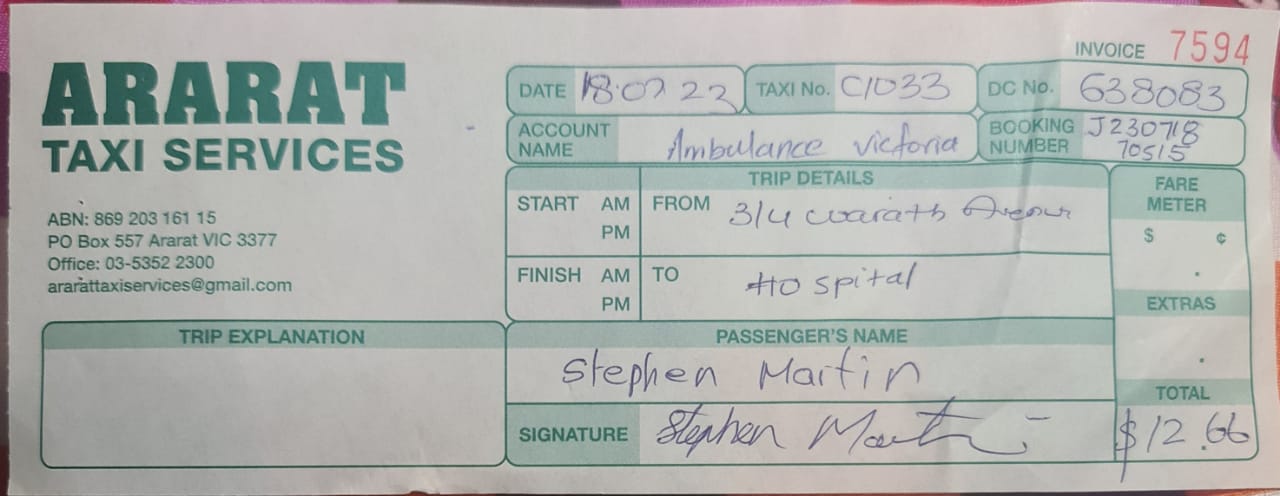 ARARAT
TAXI SERVICES
ABN: 869 203 161 15
PO Box 557 Ararat VIC 3377
Office: 03-5352 2300
ararattaxiservices@gmail.com
TRIP EXPLANATION
INVOICE 7594
DATE 18.07 23 TAXI No. C1033 DC No. 638083
ACCOUNT NAME Ambulance victoria BOOKING NUMBER J230718 70515
TRIP DETAILS
START AM PM FROM 3/4
FINISH AM PM TO HOspital
PASSENGER'S NAME
Stephen Martin
SIGNATURE Stephen Martin
FARE METER
$ ¢
.
EXTRAS
.
TOTAL
$12.66